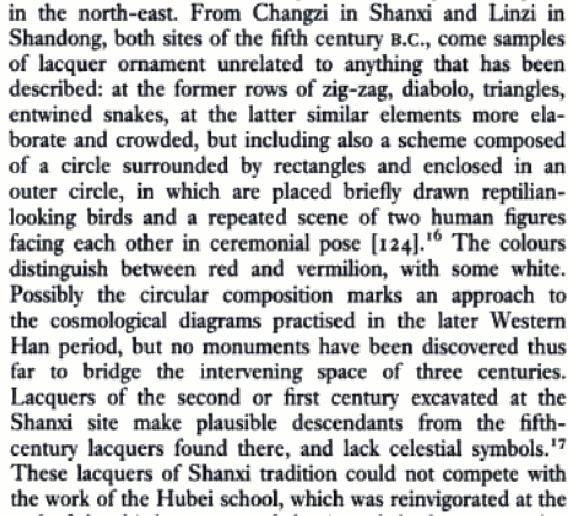 in the north-east. From Changzi in Shanxi and Linzi in
Shandong, both sites of the fifth century B.C., come samples
of lacquer ornament unrelated to anything that has been
described: at the former rows of zig-zag, diabolo, triangles,
entwined snakes, at the latter similar elements more ela-
borate and crowded, but including also a scheme composed
of a circle surrounded by rectangles and enclosed in an
outer circle, in which are placed briefly drawn reptilian-
looking birds and a repeated scene of two human figures
facing each other in ceremonial pose [124].¹⁶ The colours
distinguish between red and vermilion, with some white.
Possibly the circular composition marks an approach to
the cosmological diagrams practised in the later Western
Han period, but no monuments have been discovered thus
far to bridge the intervening space of three centuries.
Lacquers of the second or first century excavated at the
Shanxi site make plausible descendants from the fifth-
century lacquers found there, and lack celestial symbols.¹⁷
These lacquers of Shanxi tradition could not compete with
the work of the Hubei school, which was reinvigorated at the